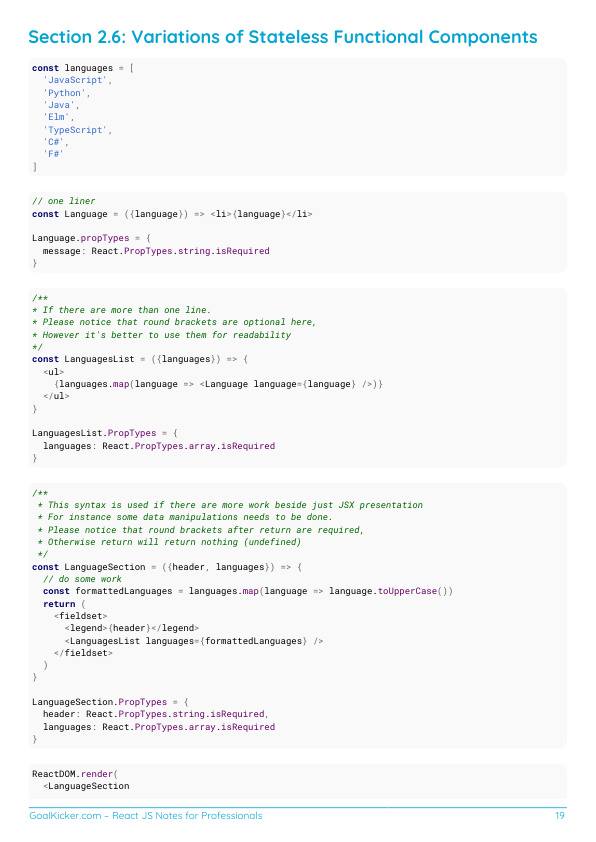 Section 2.6: Variations of Stateless Functional Components
const languages = [
  'JavaScript',
  'Python',
  'Java',
  'Elm',
  'TypeScript',
  'C#',
  'F#'
]
// one liner
const Language = ({language}) => <li>{language}</li>

Language.propTypes = {
  message: React.PropTypes.string.isRequired
}
/**
* If there are more than one line.
* Please notice that round brackets are optional here,
* However it's better to use them for readability
*/
const LanguagesList = ({languages}) => {
  <ul>
    {languages.map(language => <Language language={language} />)}
  </ul>
}

LanguagesList.PropTypes = {
  languages: React.PropTypes.array.isRequired
}
/**
 * This syntax is used if there are more work beside just JSX presentation
 * For instance some data manipulations needs to be done.
 * Please notice that round brackets after return are required,
 * Otherwise return will return nothing (undefined)
 */
const LanguageSection = ({header, languages}) => {
  // do some work
  const formattedLanguages = languages.map(language => language.toUpperCase())
  return (
    <fieldset>
      <legend>{header}</legend>
      <LanguagesList languages={formattedLanguages} />
    </fieldset>
  )
}

LanguageSection.PropTypes = {
  header: React.PropTypes.string.isRequired,
  languages: React.PropTypes.array.isRequired
}
ReactDOM.render(
  <LanguageSection
GoalKicker.com – React JS Notes for Professionals 19